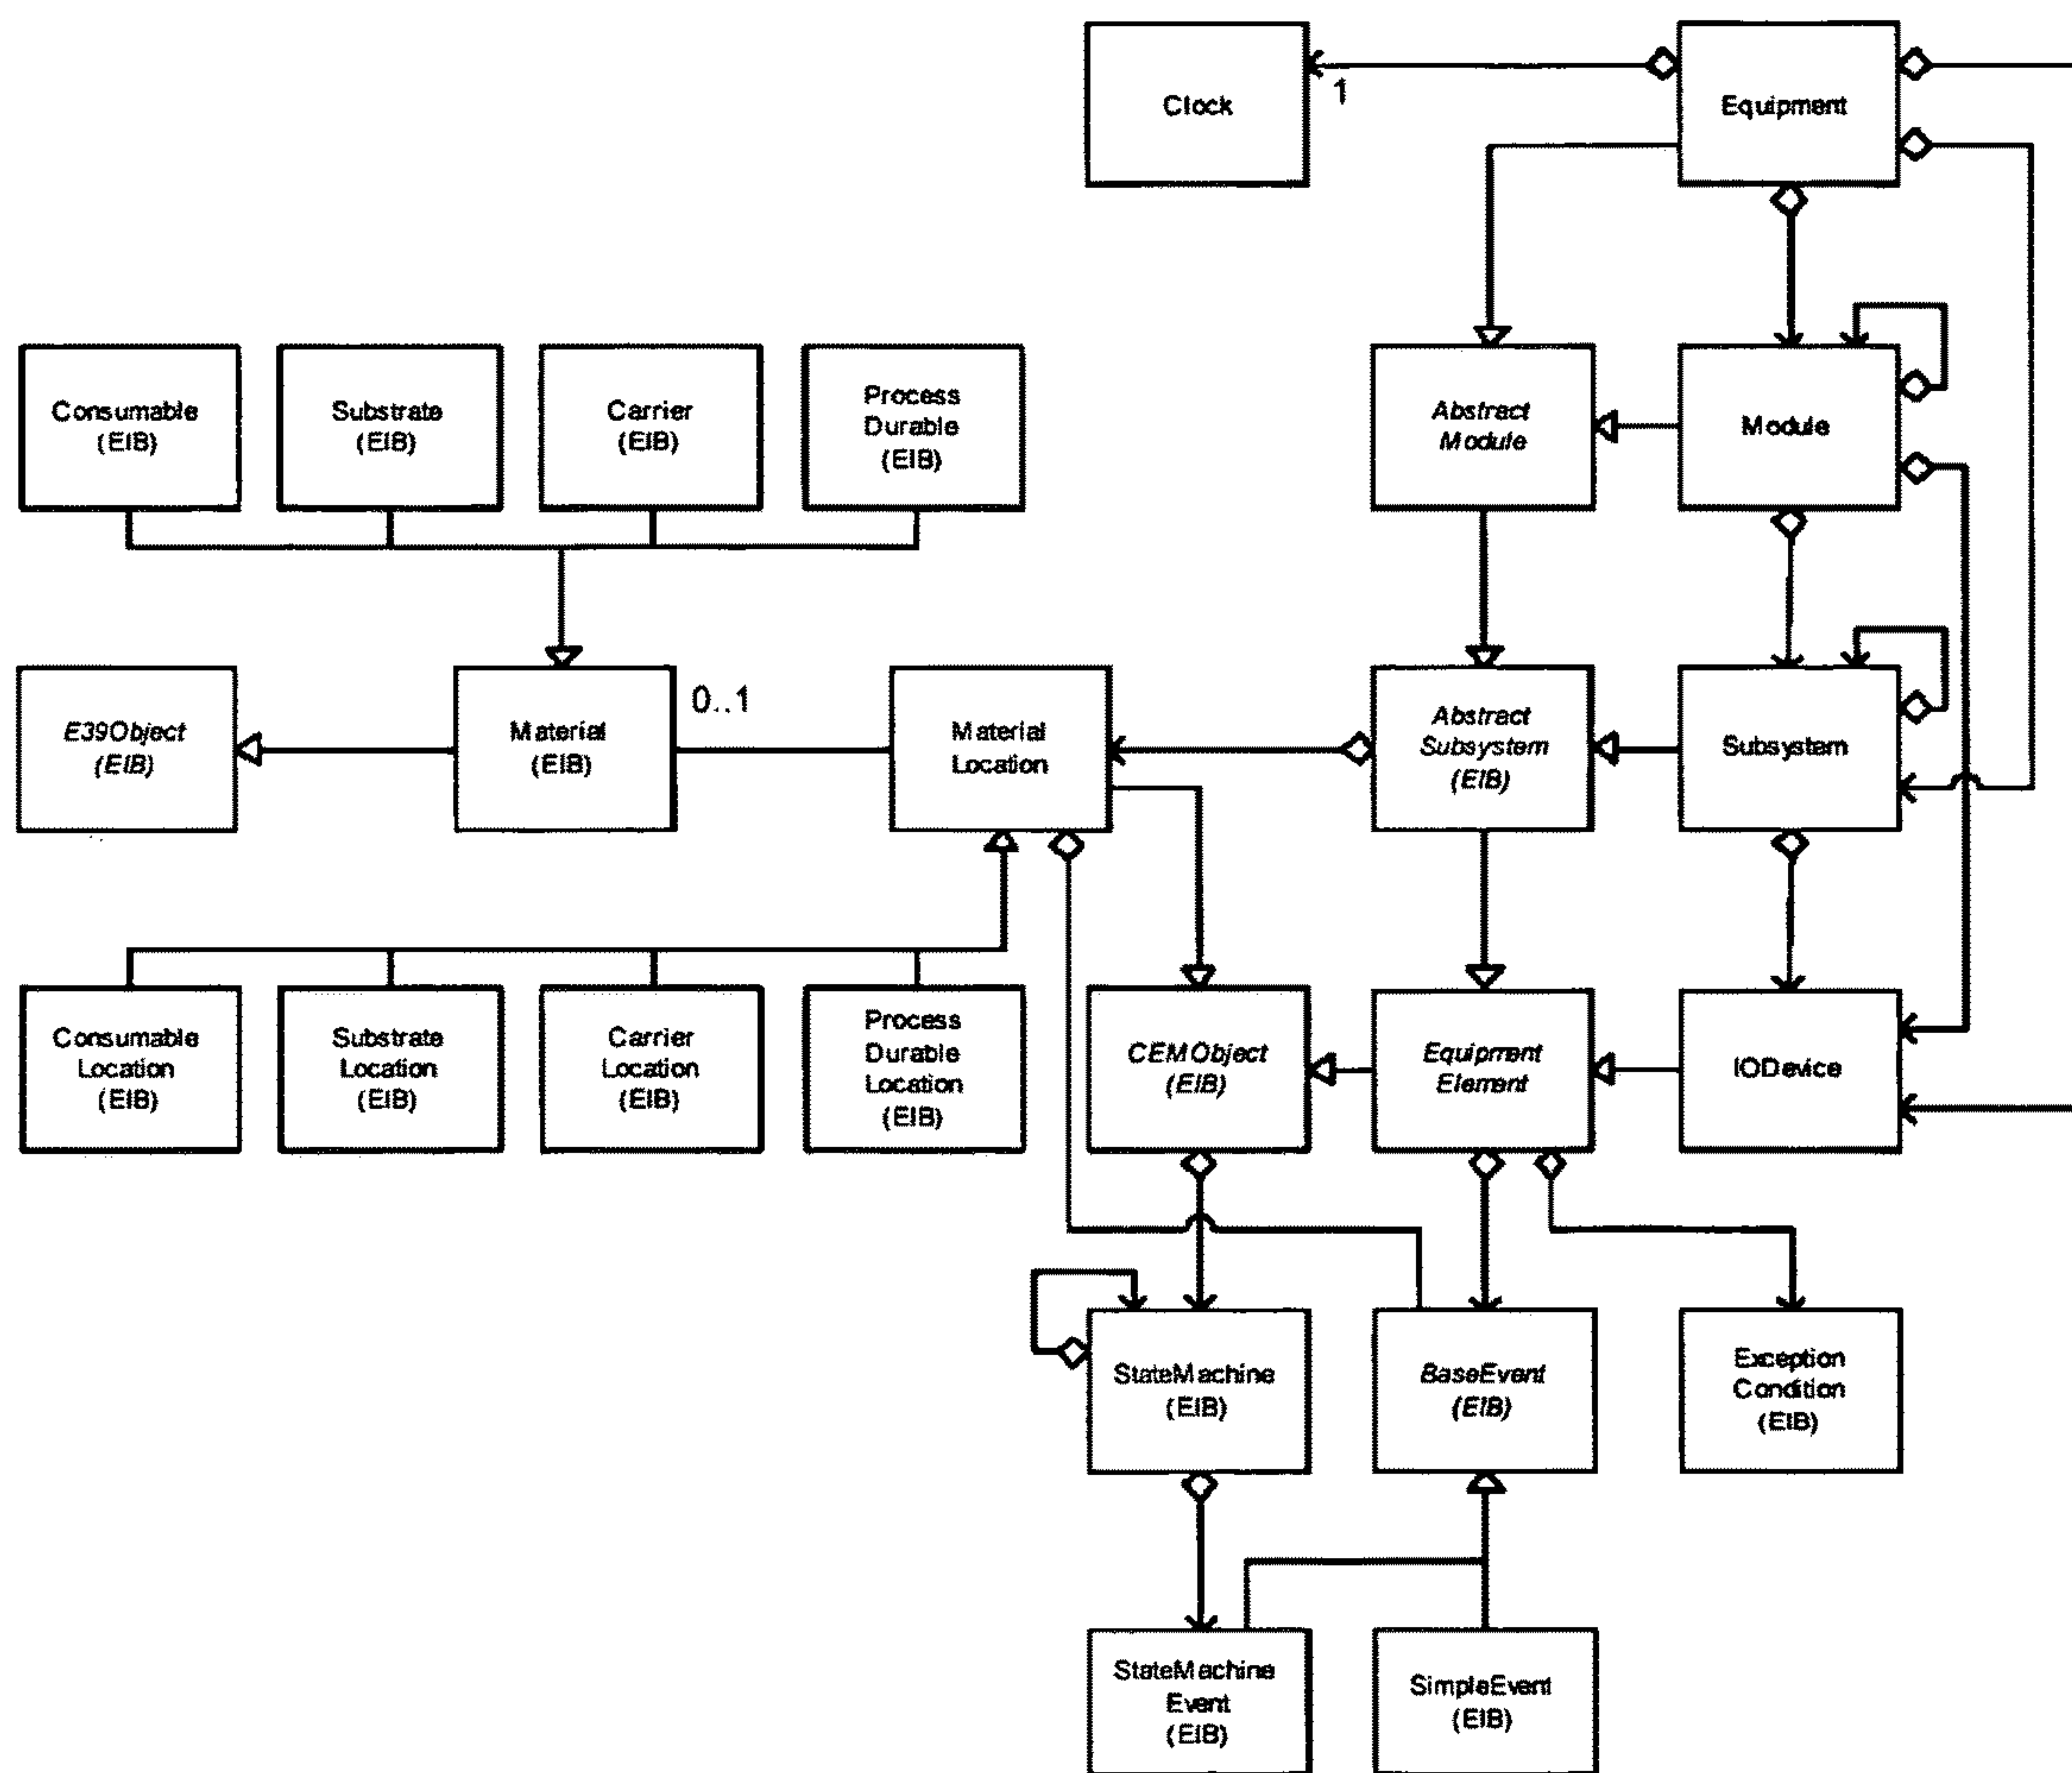 Clock
1
Equipment
Consumable
(EIB)
Substrate
(EIB)
Carrier
(EIB)
Process
Durable
(EIB)
Abstract
Module
Module
E39Object
(EIB)
Material
(EIB)
0..1
Material
Location
Abstract
Subsystem
(EIB)
Subsystem
Consumable
Location
(EIB)
Substrate
Location
(EIB)
Carrier
Location
(EIB)
Process
Durable
Location
(EIB)
CEMObject
(EIB)
Equipment
Element
IODevice
StateMachine
(EIB)
BaseEvent
(EIB)
Exception
Condition
(EIB)
StateMachine
Event
(EIB)
SimpleEvent
(EIB)